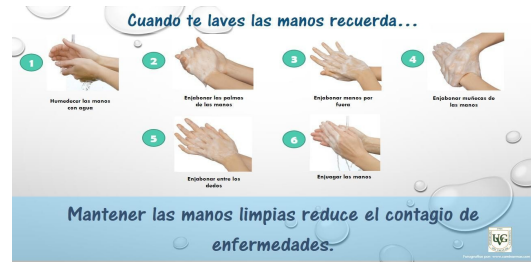 Cuando te laves las manos recuerda...
1
Humedecer las manos
con agua
2
Enjabonar las palmas
de las manos
3
Enjabonar manos por
fuera
4
Enjabonar muñecas de
las manos
5
Enjabonar entre los
dedos
6
Enjuagar las manos
Mantener las manos limpias reduce el contagio de
enfermedades.
UVG